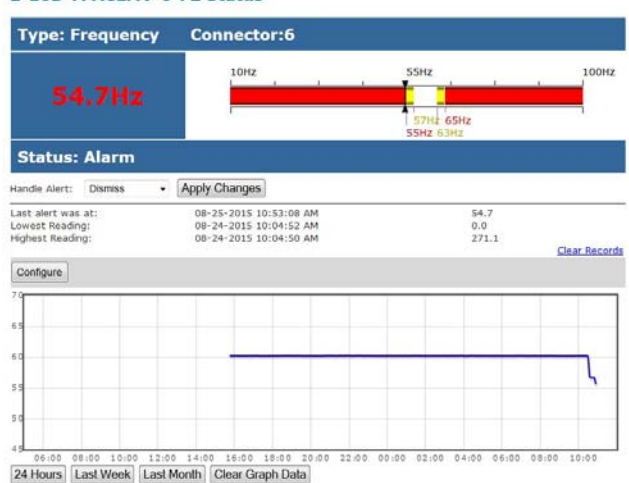 Type: Frequency Connector:6
54.7Hz
10Hz 55Hz 100Hz
57Hz 65Hz
55Hz 63Hz
Status: Alarm
Handle Alert: Dismiss Apply Changes
Last alert was at: 08-25-2015 10:53:08 AM 54.7
Lowest Reading: 08-24-2015 10:04:52 AM 0.0
Highest Reading: 08-24-2015 10:04:50 AM 271.1
Clear Records
Configure
70
65
60
55
50
45
06:00 08:00 10:00 12:00 14:00 16:00 18:00 20:00 22:00 00:00 02:00 04:00 06:00 08:00 10:00
24 Hours Last Week Last Month Clear Graph Data